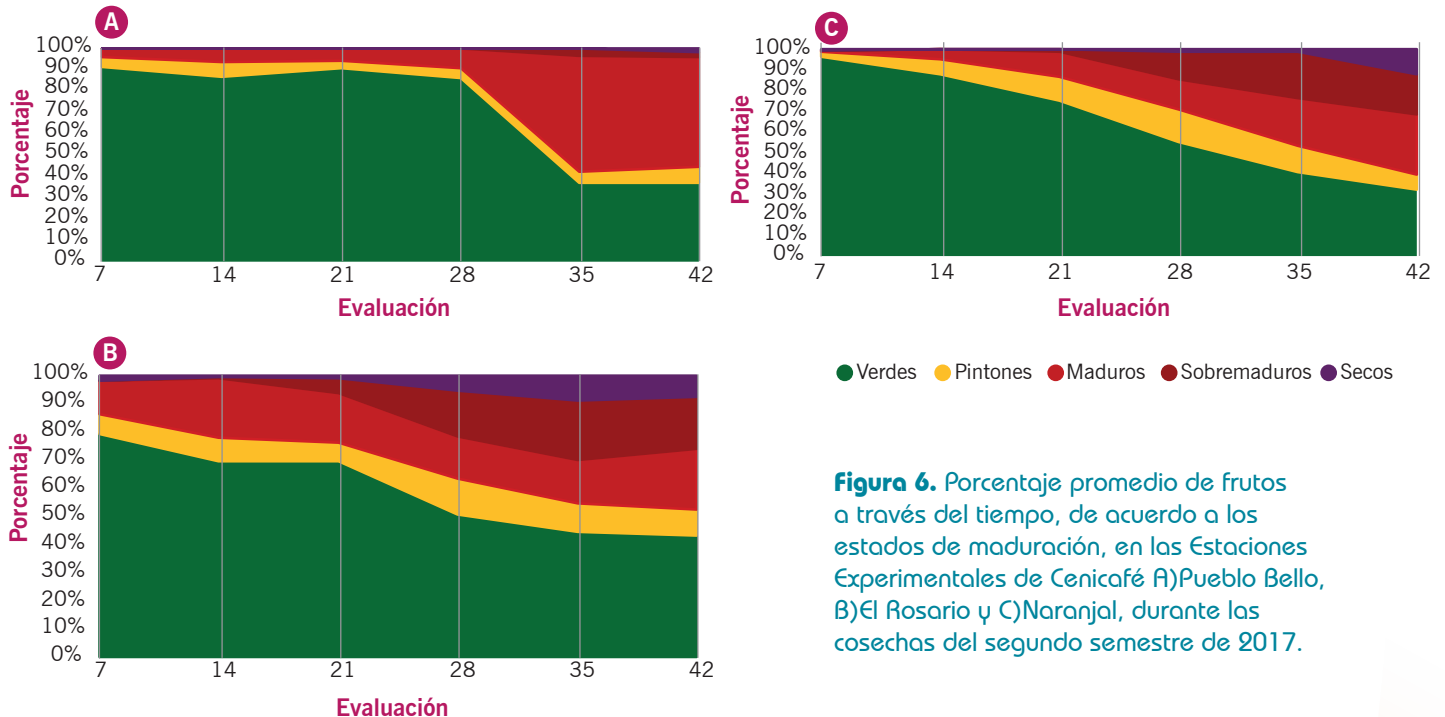 A
100%
90%
80%
70%
60%
50%
40%
30%
20%
10%
0%
Porcentaje
7 14 21 28 35 42
Evaluación
C
100%
90%
80%
70%
60%
50%
40%
30%
20%
10%
0%
Porcentaje
7 14 21 28 35 42
Evaluación
B
100%
90%
80%
70%
60%
50%
40%
30%
20%
10%
0%
Porcentaje
7 14 21 28 35 42
Evaluación
Verdes Pintones Maduros Sobremaduros Secos
Figura 6. Porcentaje promedio de frutos
a través del tiempo, de acuerdo a los
estados de maduración, en las Estaciones
Experimentales de Cenicafé A)Pueblo Bello,
B)El Rosario y C)Naranjal, durante las
cosechas del segundo semestre de 2017.